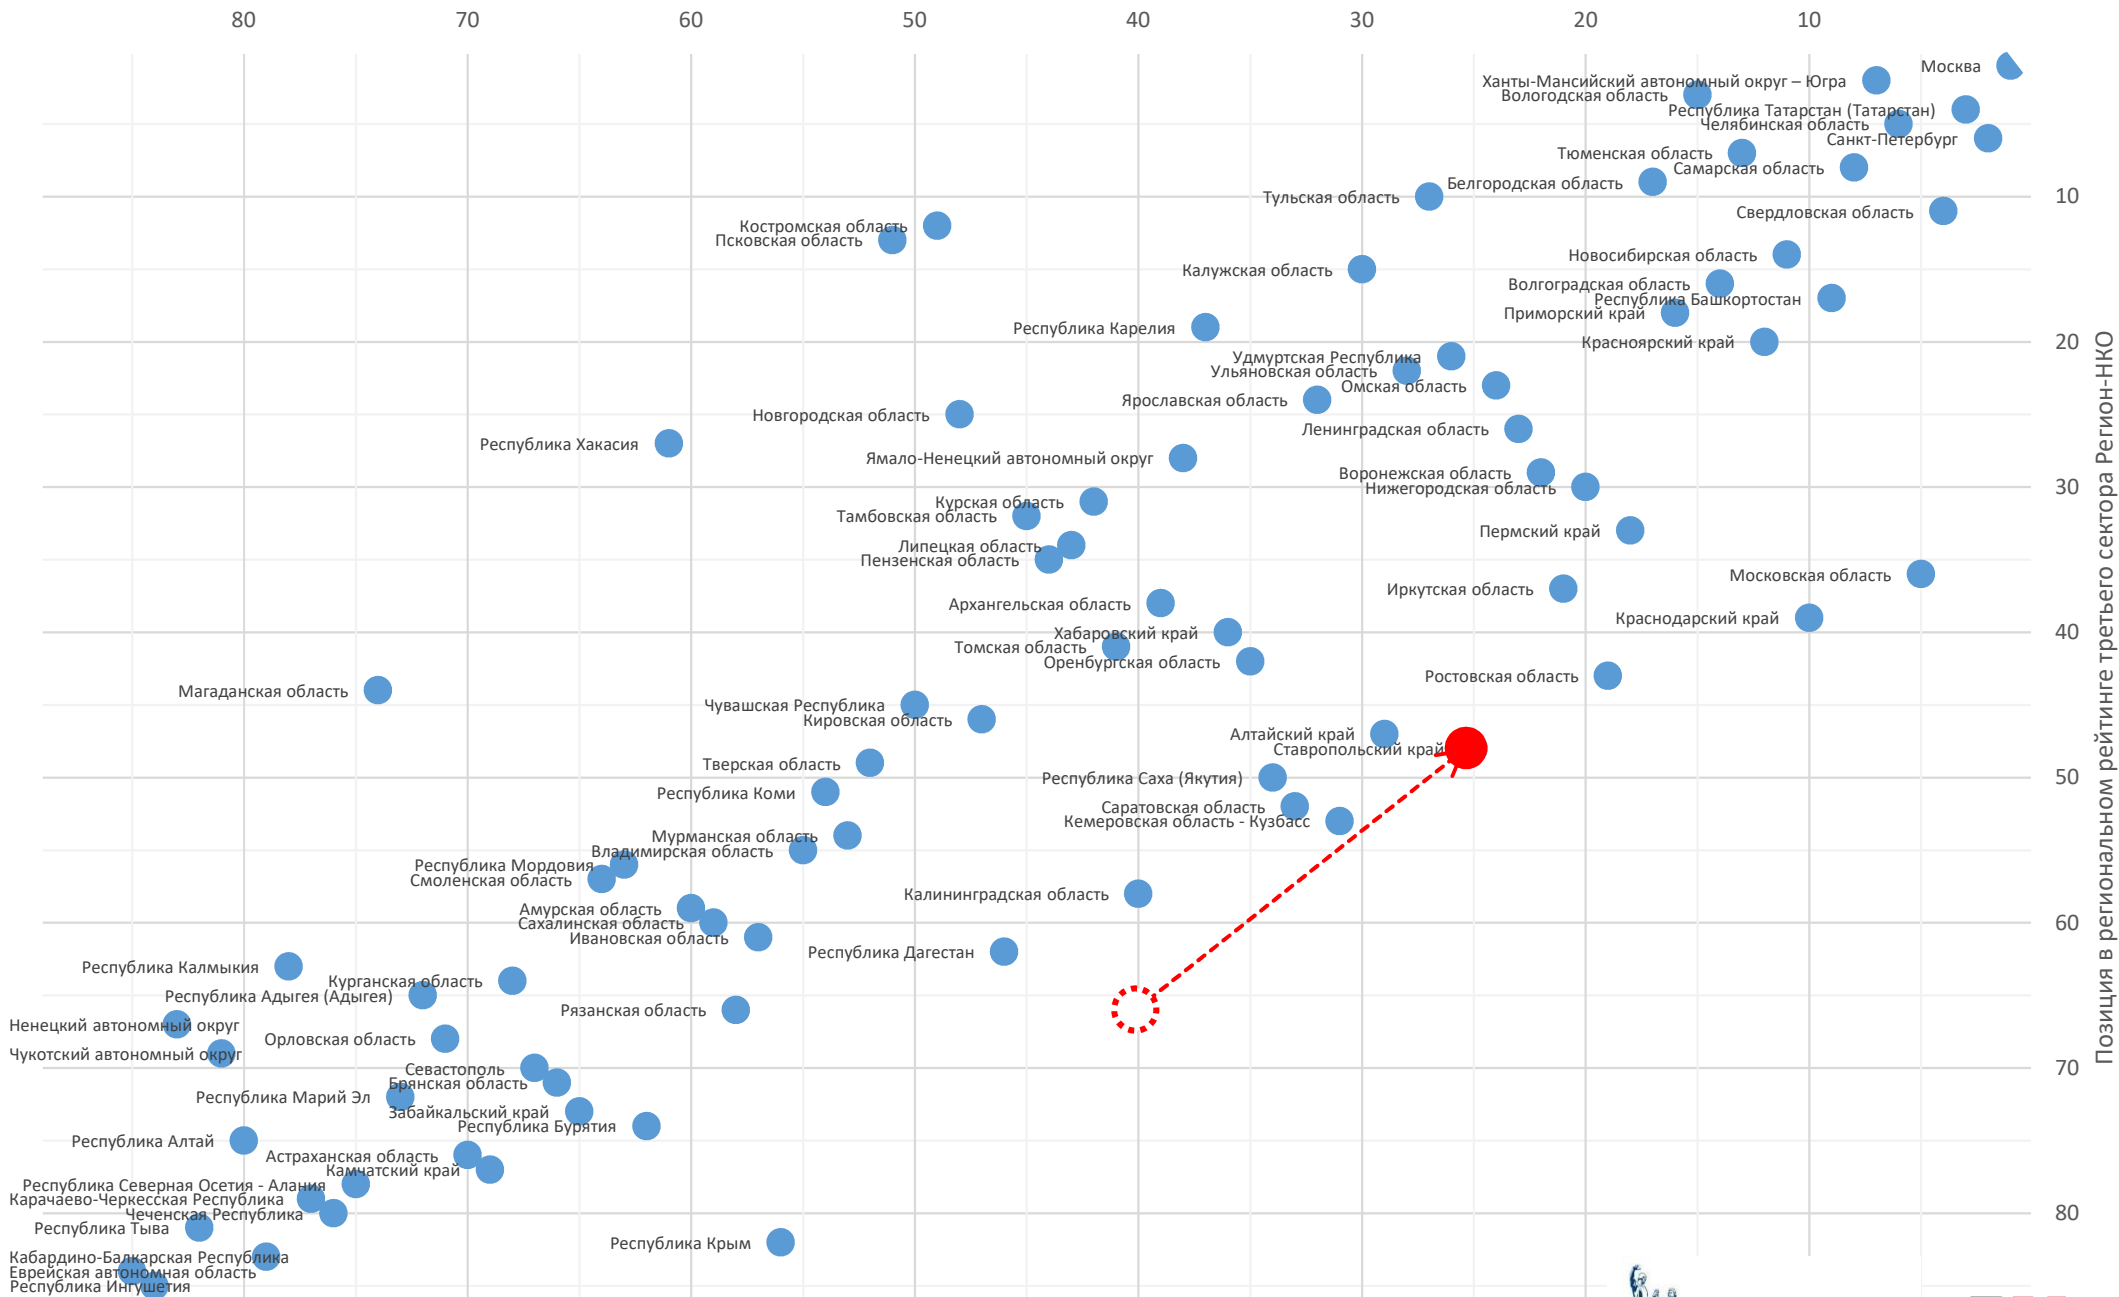 80 70 60 50 40 30 20 10
Москва
Ханты-Мансийский автономный округ – Югра
Вологодская область
Республика Татарстан (Татарстан)
Челябинская область
Санкт-Петербург
Тюменская область
Самарская область
Белгородская область
Тульская область
10
Свердловская область
Костромская область
Псковская область
Новосибирская область
Калужская область
Волгоградская область
Республика Башкортостан
Приморский край
Республика Карелия
Красноярский край
20
Удмуртская Республика
Ульяновская область
Омская область
Ярославская область
Новгородская область
Ленинградская область
Республика Хакасия
Ямало-Ненецкий автономный округ
Воронежская область
Нижегородская область
30
Курская область
Тамбовская область
Пермский край
Липецкая область
Пензенская область
Московская область
Иркутская область
Архангельская область
Краснодарский край
Хабаровский край
40
Томская область
Оренбургская область
Ростовская область
Магаданская область
Чувашская Республика
Кировская область
Алтайский край
Ставропольский край
Тверская область
Республика Саха (Якутия)
50
Республика Коми
Саратовская область
Кемеровская область - Кузбасс
Мурманская область
Владимирская область
Республика Мордовия
Смоленская область
Калининградская область
Амурская область
Сахалинская область
60
Ивановская область
Республика Дагестан
Республика Калмыкия
Курганская область
Республика Адыгея (Адыгея)
Рязанская область
Ненецкий автономный округ
Орловская область
Чукотский автономный округ
Севастополь
70
Брянская область
Республика Марий Эл
Забайкальский край
Республика Бурятия
Республика Алтай
Астраханская область
Камчатский край
Республика Северная Осетия - Алания
Карачаево-Черкесская Республика
Чеченская Республика
80
Республика Тыва
Республика Крым
Кабардино-Балкарская Республика
Еврейская автономная область
Республика Ингушетия
Позиция в региональном рейтинге третьего сектора Регион-НКО